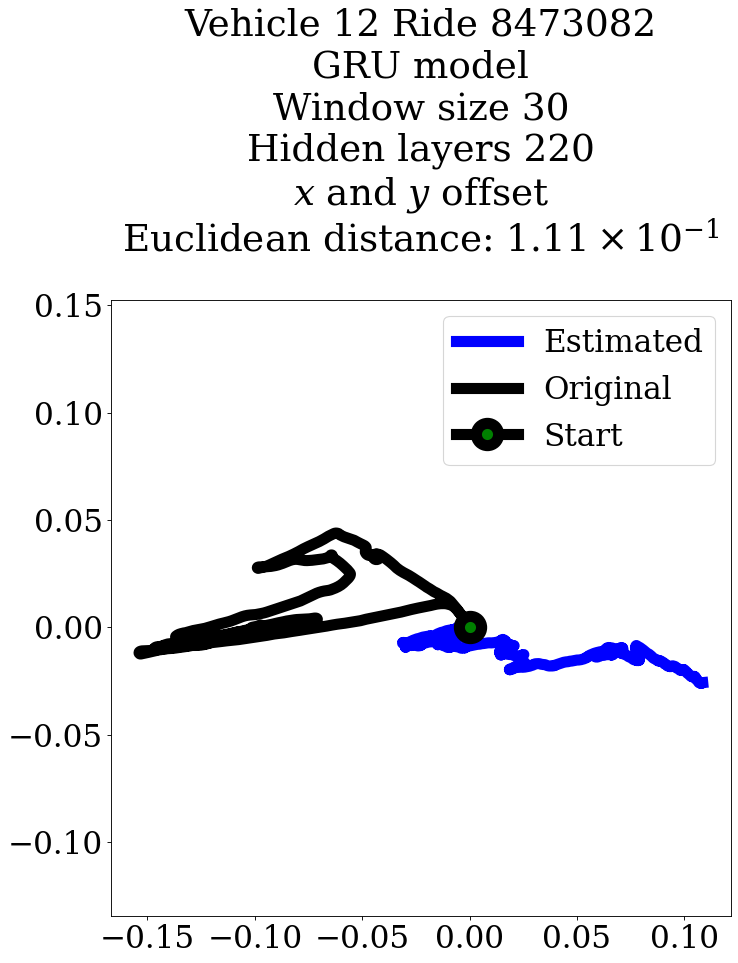 Vehicle 12 Ride 8473082
GRU model
Window size 30
Hidden layers 220
x and y offset
Euclidean distance: 1.11 × 10⁻¹
0.15
0.10
0.05
0.00
−0.05
−0.10
Estimated
Original
Start
−0.15 −0.10 −0.05 0.00 0.05 0.10